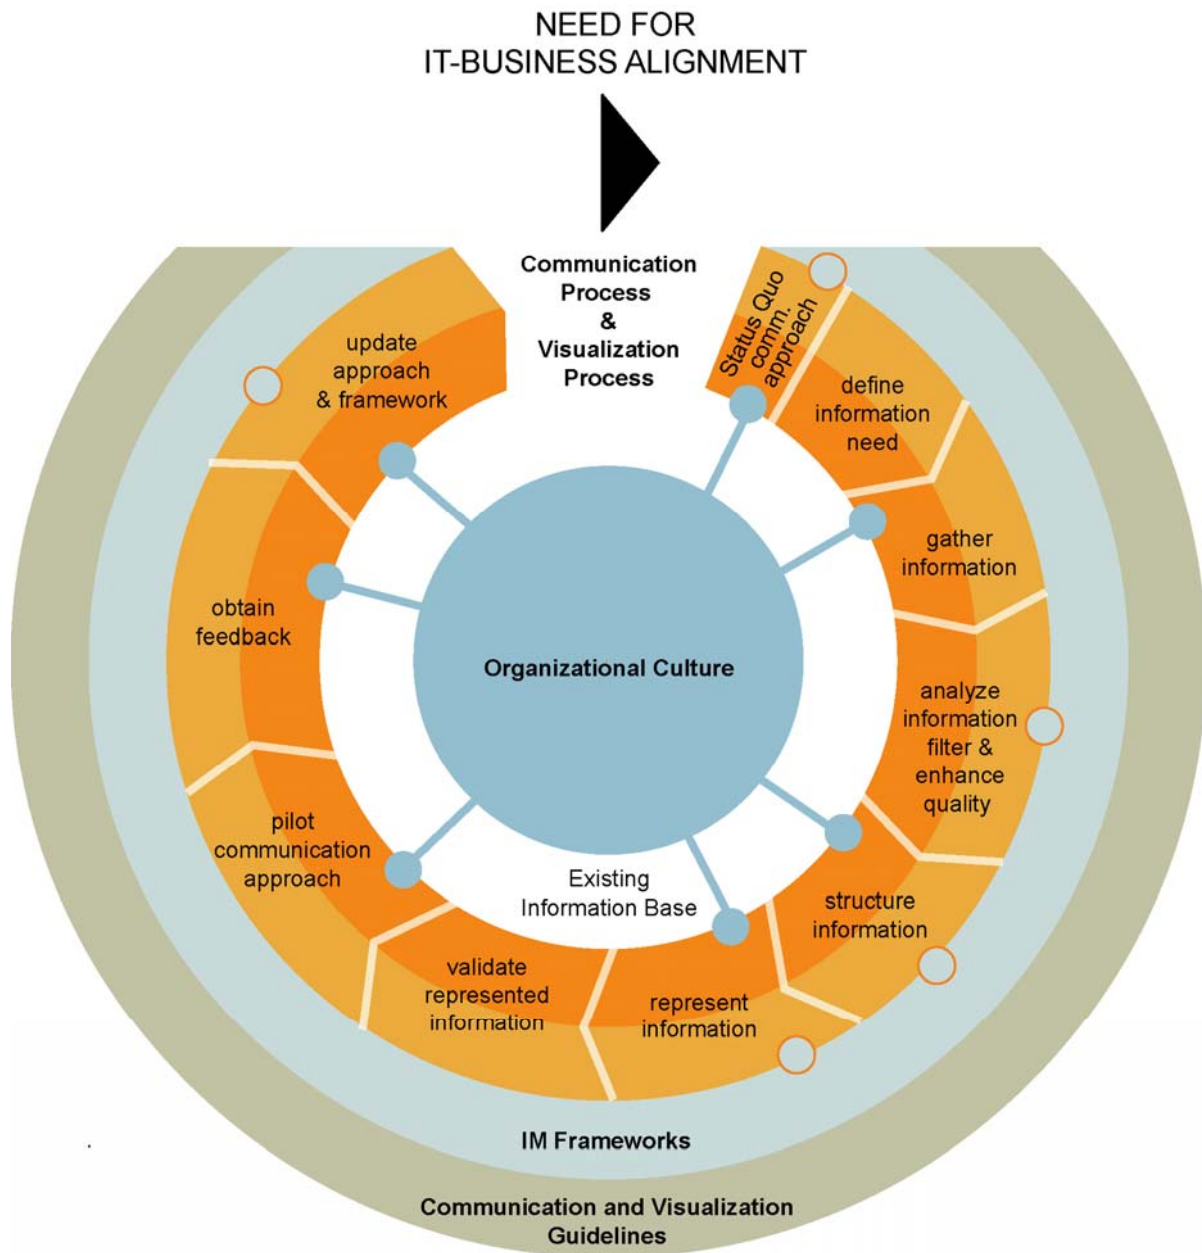 NEED FOR
IT-BUSINESS ALIGNMENT
Communication
Process
&
Visualization
Process
Status Quo
comm.
approach
define
information
need
gather
information
analyze
information
filter &
enhance
quality
structure
information
represent
information
validate
represented
information
pilot
communication
approach
obtain
feedback
update
approach
& framework
Organizational Culture
Existing
Information Base
IM Frameworks
Communication and Visualization
Guidelines